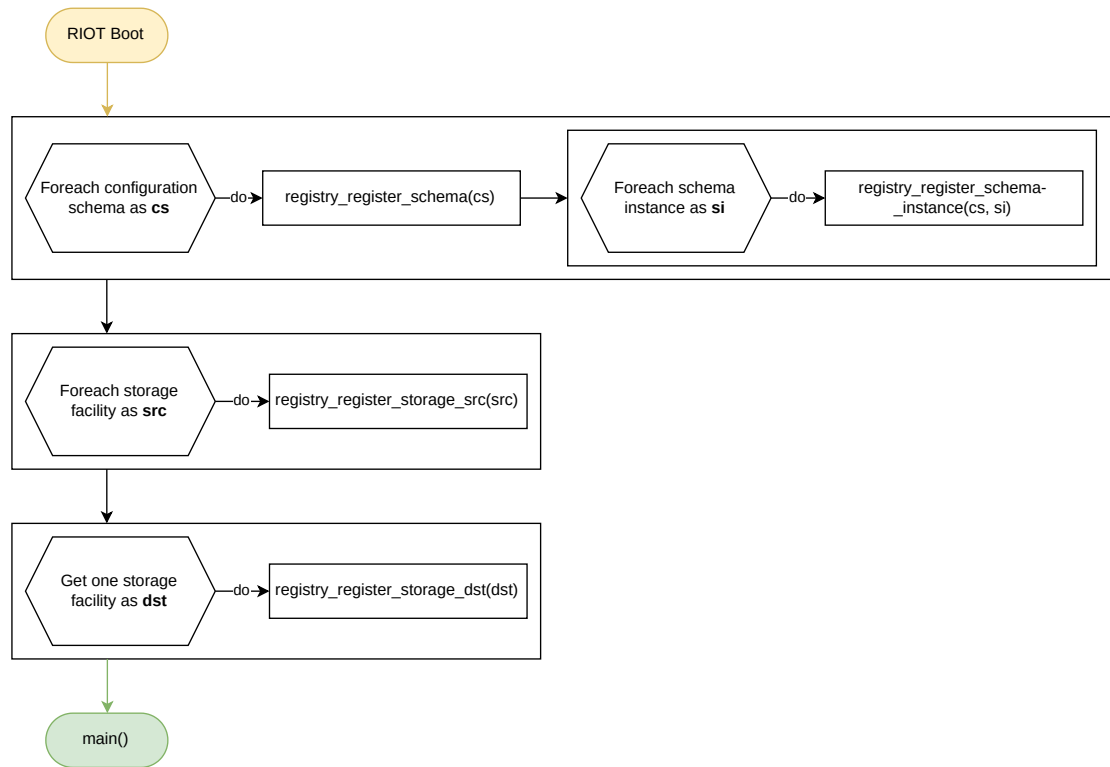 RIOT Boot
Foreach configuration
schema as cs
do
registry_register_schema(cs)
Foreach schema
instance as si
do
registry_register_schema-
_instance(cs, si)
Foreach storage
facility as src
do
registry_register_storage_src(src)
Get one storage
facility as dst
do
registry_register_storage_dst(dst)
main()